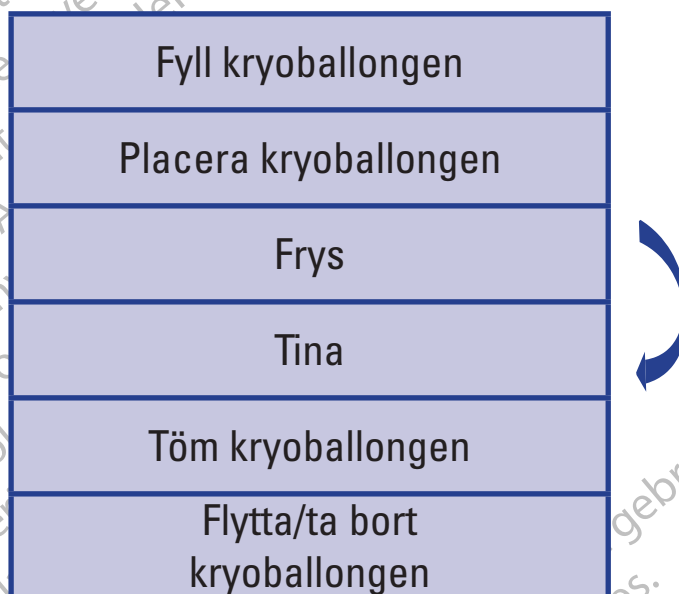 Fyll kryoballongen
Placera kryoballongen
Frys
Tina
Töm kryoballongen
Flytta/ta bort
kryoballongen